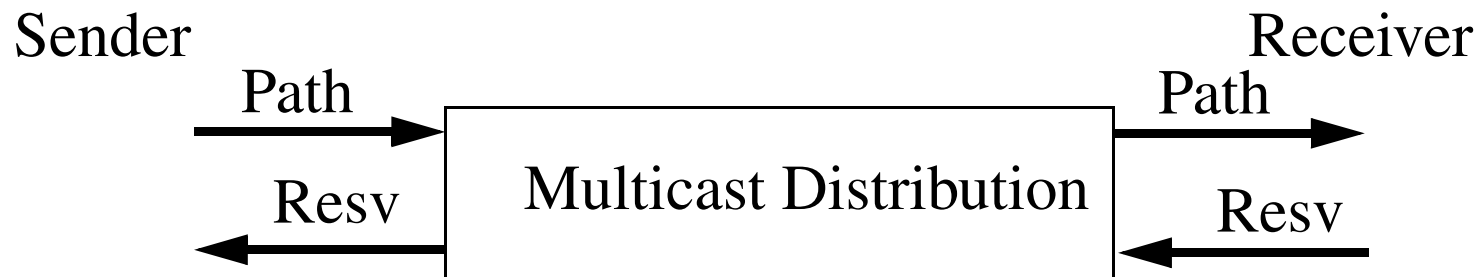 Sender
Receiver
Path
Path
Multicast Distribution
Resv
Resv